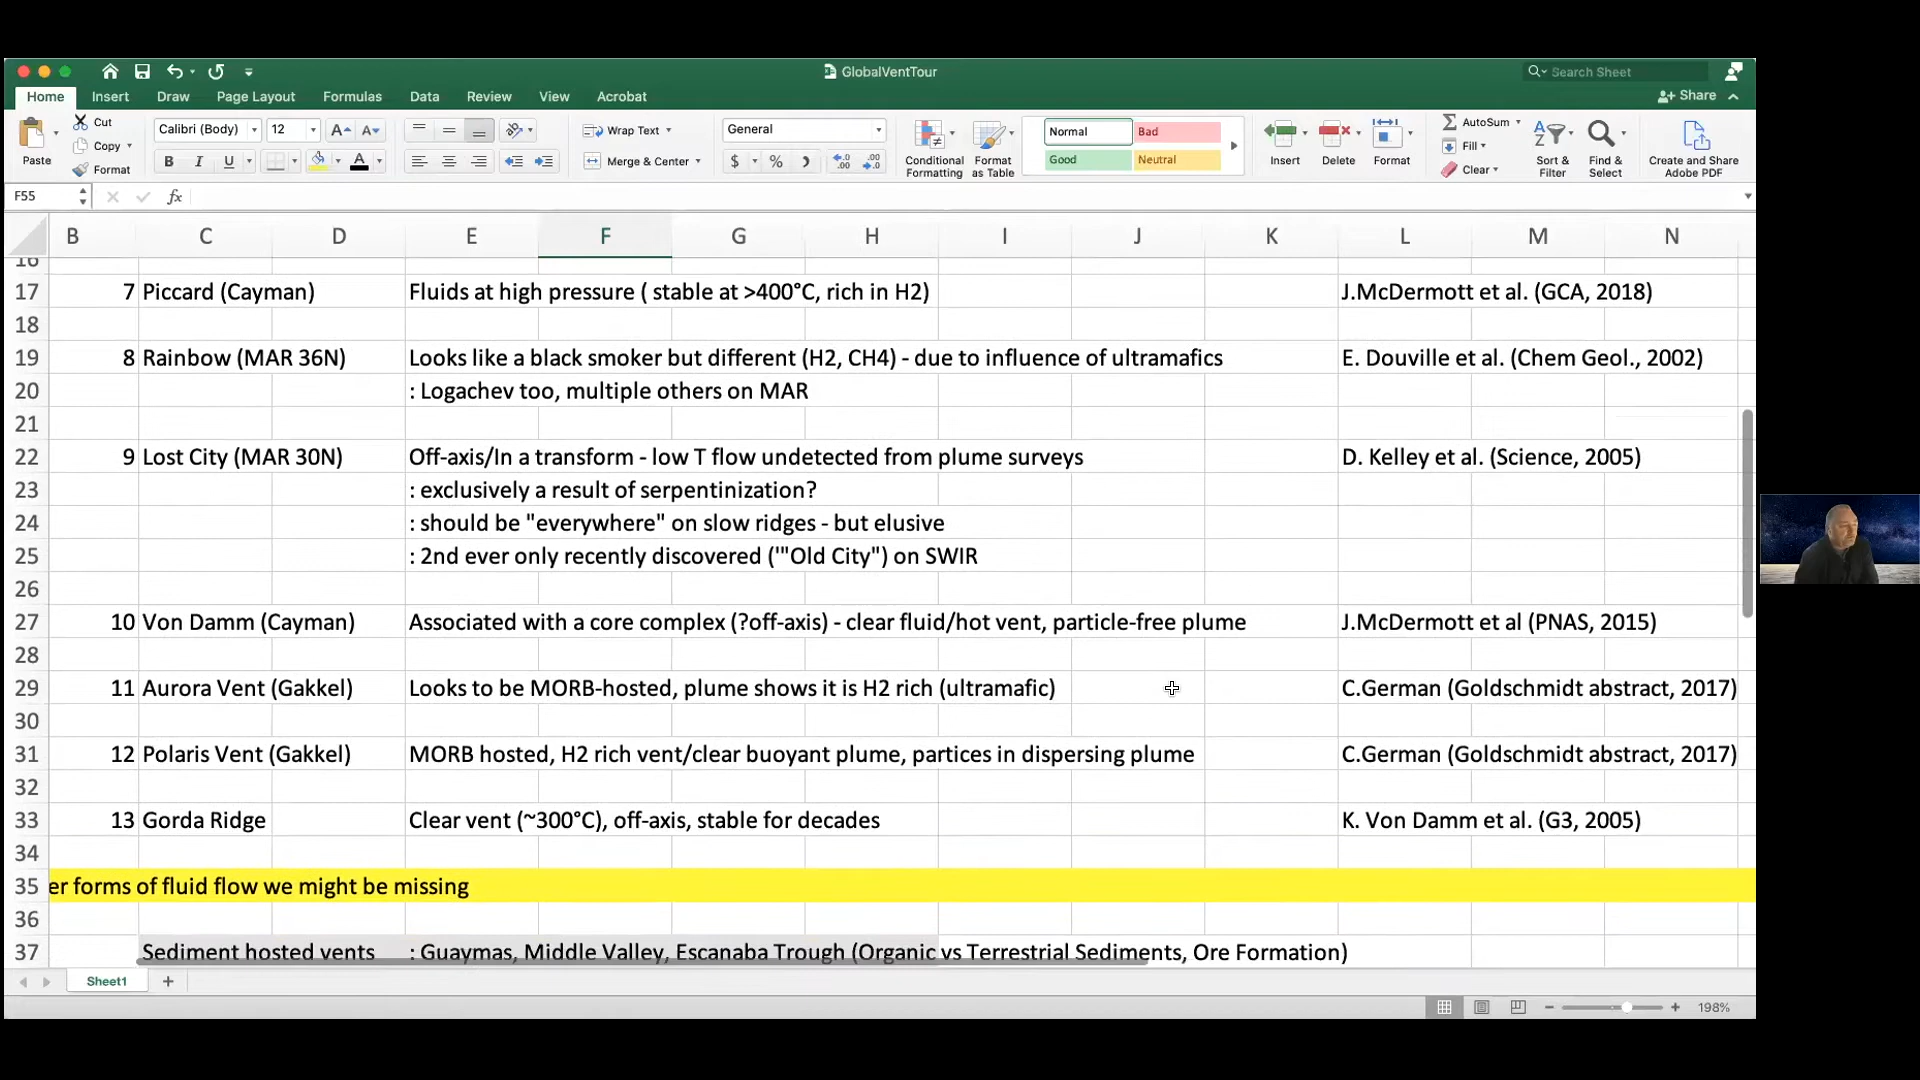 GlobalVentTour
Search Sheet
Home Insert Draw Page Layout Formulas Data Review View Acrobat
Share
Paste
Cut
Copy
Format
Calibri (Body) 12
B I U
Wrap Text
Merge & Center
General
$ %
Conditional Formatting
Format as Table
Normal Bad
Good Neutral
Insert Delete Format
AutoSum
Fill
Clear
Sort & Filter
Find & Select
Create and Share Adobe PDF
F55 fx
B C D E F G H I J K L M N
16
17 7 Piccard (Cayman) Fluids at high pressure ( stable at >400°C, rich in H2) J.McDermott et al. (GCA, 2018)
18
19 8 Rainbow (MAR 36N) Looks like a black smoker but different (H2, CH4) - due to influence of ultramafics E. Douville et al. (Chem Geol., 2002)
20 : Logachev too, multiple others on MAR
21
22 9 Lost City (MAR 30N) Off-axis/In a transform - low T flow undetected from plume surveys D. Kelley et al. (Science, 2005)
23 : exclusively a result of serpentinization?
24 : should be "everywhere" on slow ridges - but elusive
25 : 2nd ever only recently discovered ('"Old City") on SWIR
26
27 10 Von Damm (Cayman) Associated with a core complex (?off-axis) - clear fluid/hot vent, particle-free plume J.McDermott et al (PNAS, 2015)
28
29 11 Aurora Vent (Gakkel) Looks to be MORB-hosted, plume shows it is H2 rich (ultramafic) C.German (Goldschmidt abstract, 2017)
30
31 12 Polaris Vent (Gakkel) MORB hosted, H2 rich vent/clear buoyant plume, partices in dispersing plume C.German (Goldschmidt abstract, 2017)
32
33 13 Gorda Ridge Clear vent (~300°C), off-axis, stable for decades K. Von Damm et al. (G3, 2005)
34
35 er forms of fluid flow we might be missing
36
37 Sediment hosted vents : Guaymas, Middle Valley, Escanaba Trough (Organic vs Terrestrial Sediments, Ore Formation)
Sheet1
198%